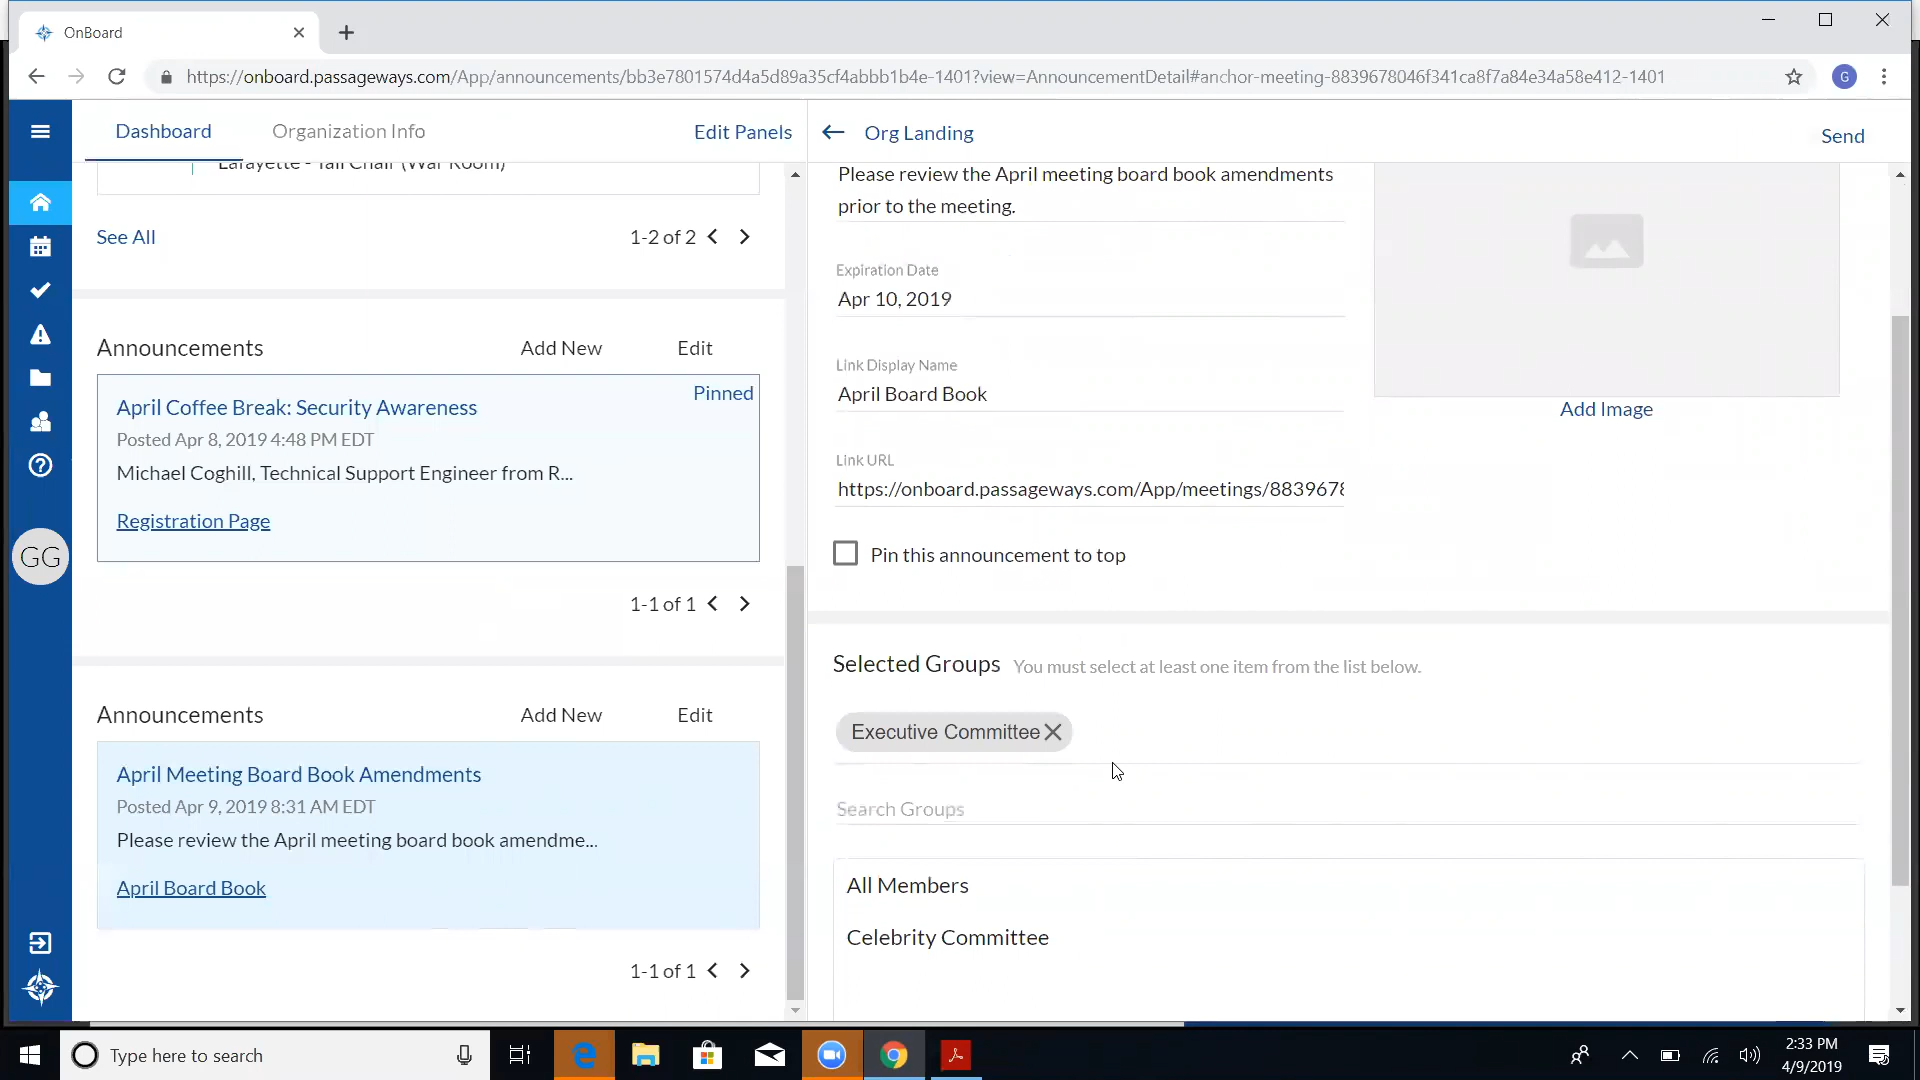 OnBoard
https://onboard.passageways.com/App/announcements/bb3e7801574d4a5d89a35cf4abbb1b4e-1401?view=AnnouncementDetail#anchor-meeting-8839678046f341ca8f7a84e34a58e412-1401
G
Dashboard
Organization Info
Edit Panels
Lafayette - Tall Chair (War Room)
See All
1-2 of 2
Announcements
Add New
Edit
Pinned
April Coffee Break: Security Awareness
Posted Apr 8, 2019 4:48 PM EDT
Michael Coghill, Technical Support Engineer from R...
Registration Page
1-1 of 1
Announcements
Add New
Edit
April Meeting Board Book Amendments
Posted Apr 9, 2019 8:31 AM EDT
Please review the April meeting board book amendme...
April Board Book
1-1 of 1
GG
Org Landing
Send
Please review the April meeting board book amendments
prior to the meeting.
Expiration Date
Apr 10, 2019
Link Display Name
April Board Book
Link URL
https://onboard.passageways.com/App/meetings/8839678
Add Image
Pin this announcement to top
Selected Groups
You must select at least one item from the list below.
Executive Committee
Search Groups
All Members
Celebrity Committee
Type here to search
2:33 PM
4/9/2019